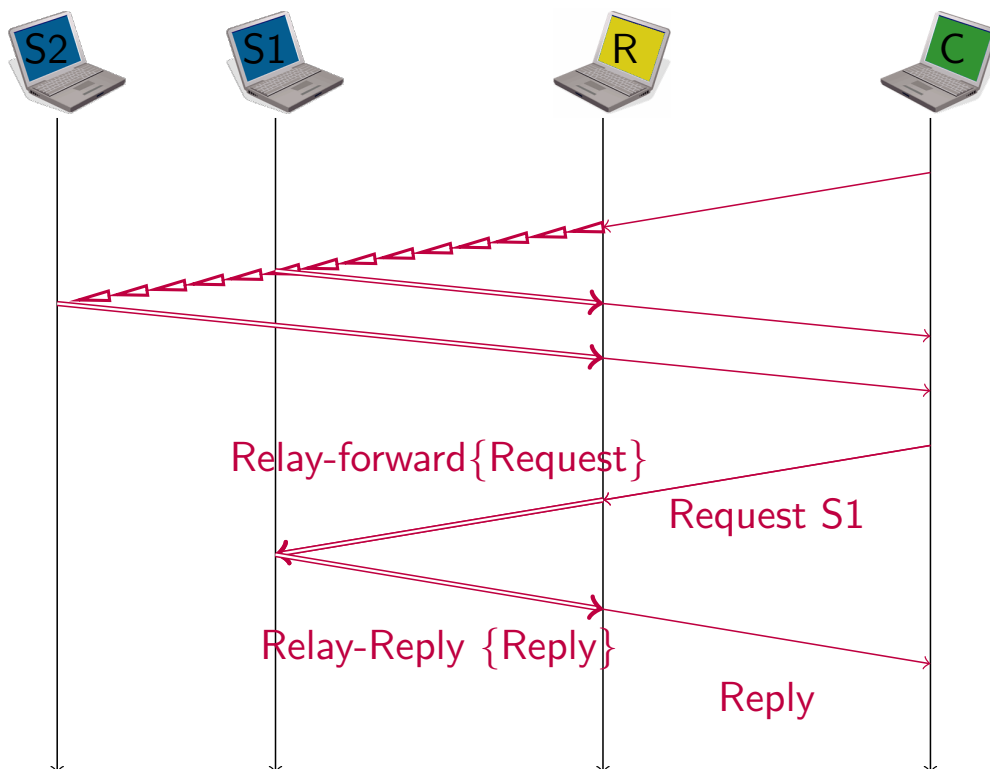 S2 S1 R C
Relay-forward{Request}
Request S1
Relay-Reply {Reply}
Reply